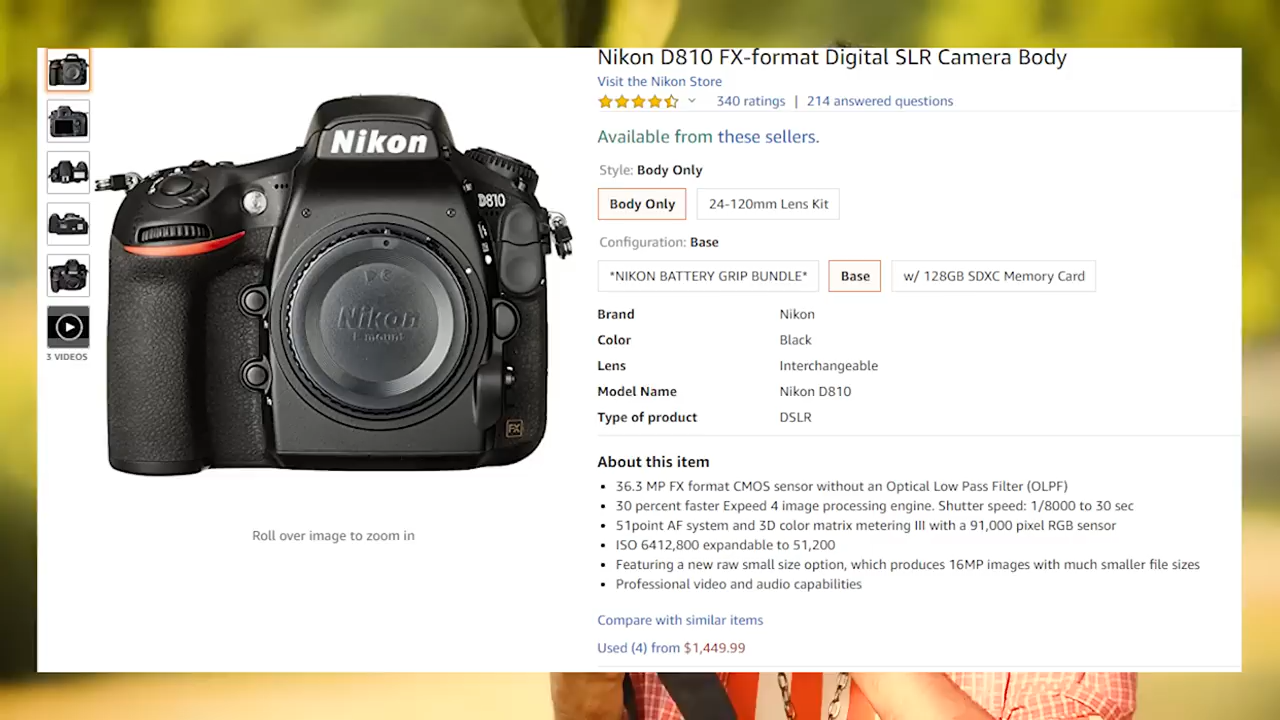 Nikon D810 FX-format Digital SLR Camera Body
Visit the Nikon Store
340 ratings | 214 answered questions
Available from these sellers.
Style: Body Only
Body Only
24-120mm Lens Kit
Configuration: Base
*NIKON BATTERY GRIP BUNDLE*
Base
w/ 128GB SDXC Memory Card
Brand Nikon
Color Black
Lens Interchangeable
Model Name Nikon D810
Type of product DSLR
About this item
• 36.3 MP FX format CMOS sensor without an Optical Low Pass Filter (OLPF)
• 30 percent faster Expeed 4 image processing engine. Shutter speed: 1/8000 to 30 sec
• 51point AF system and 3D color matrix metering III with a 91,000 pixel RGB sensor
• ISO 6412,800 expandable to 51,200
• Featuring a new raw small size option, which produces 16MP images with much smaller file sizes
• Professional video and audio capabilities
Compare with similar items
Used (4) from $1,449.99
3 VIDEOS
Nikon
D810
Nikon
F-mount
FX
Roll over image to zoom in